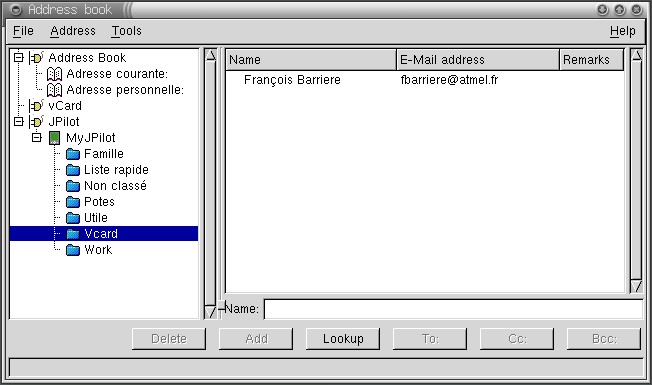 Address book
File Address Tools Help
Address Book
Adresse courante:
Adresse personnelle:
vCard
JPilot
MyJPilot
Famille
Liste rapide
Non classé
Potes
Utile
Vcard
Work
Name E-Mail address Remarks
François Barriere fbarriere@atmel.fr
Name:
Delete Add Lookup To: Cc: Bcc: